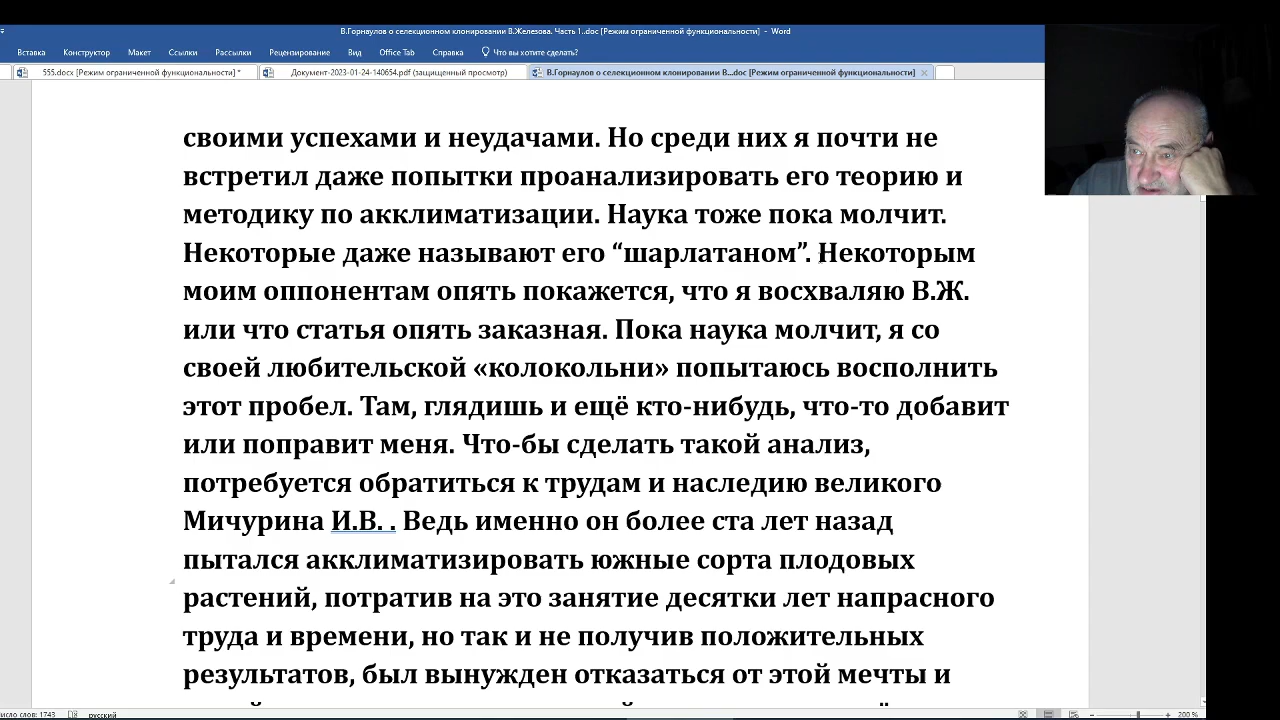 В.Горнаулов о селекционном клонировании В.Железова. Часть 1..doc [Режим ограниченной функциональности] - Word
Вставка Конструктор Макет Ссылки Рассылки Рецензирование Вид Office Tab Справка Что вы хотите сделать?
555.docx [Режим ограниченной функциональности] * Документ-2023-01-24-140654.pdf (защищенный просмотр) В.Горнаулов о селекционном клонировании В...doc [Режим ограниченной функциональности]
своими успехами и неудачами. Но среди них я почти не
встретил даже попытки проанализировать его теорию и
методику по акклиматизации. Наука тоже пока молчит.
Некоторые даже называют его “шарлатаном”. Некоторым
моим оппонентам опять покажется, что я восхваляю В.Ж.
или что статья опять заказная. Пока наука молчит, я со
своей любительской «колокольни» попытаюсь восполнить
этот пробел. Там, глядишь и ещё кто-нибудь, что-то добавит
или поправит меня. Что-бы сделать такой анализ,
потребуется обратиться к трудам и наследию великого
Мичурина И.В. . Ведь именно он более ста лет назад
пытался акклиматизировать южные сорта плодовых
растений, потратив на это занятие десятки лет напрасного
труда и времени, но так и не получив положительных
результатов, был вынужден отказаться от этой мечты и
число слов: 1743 русский 200 %